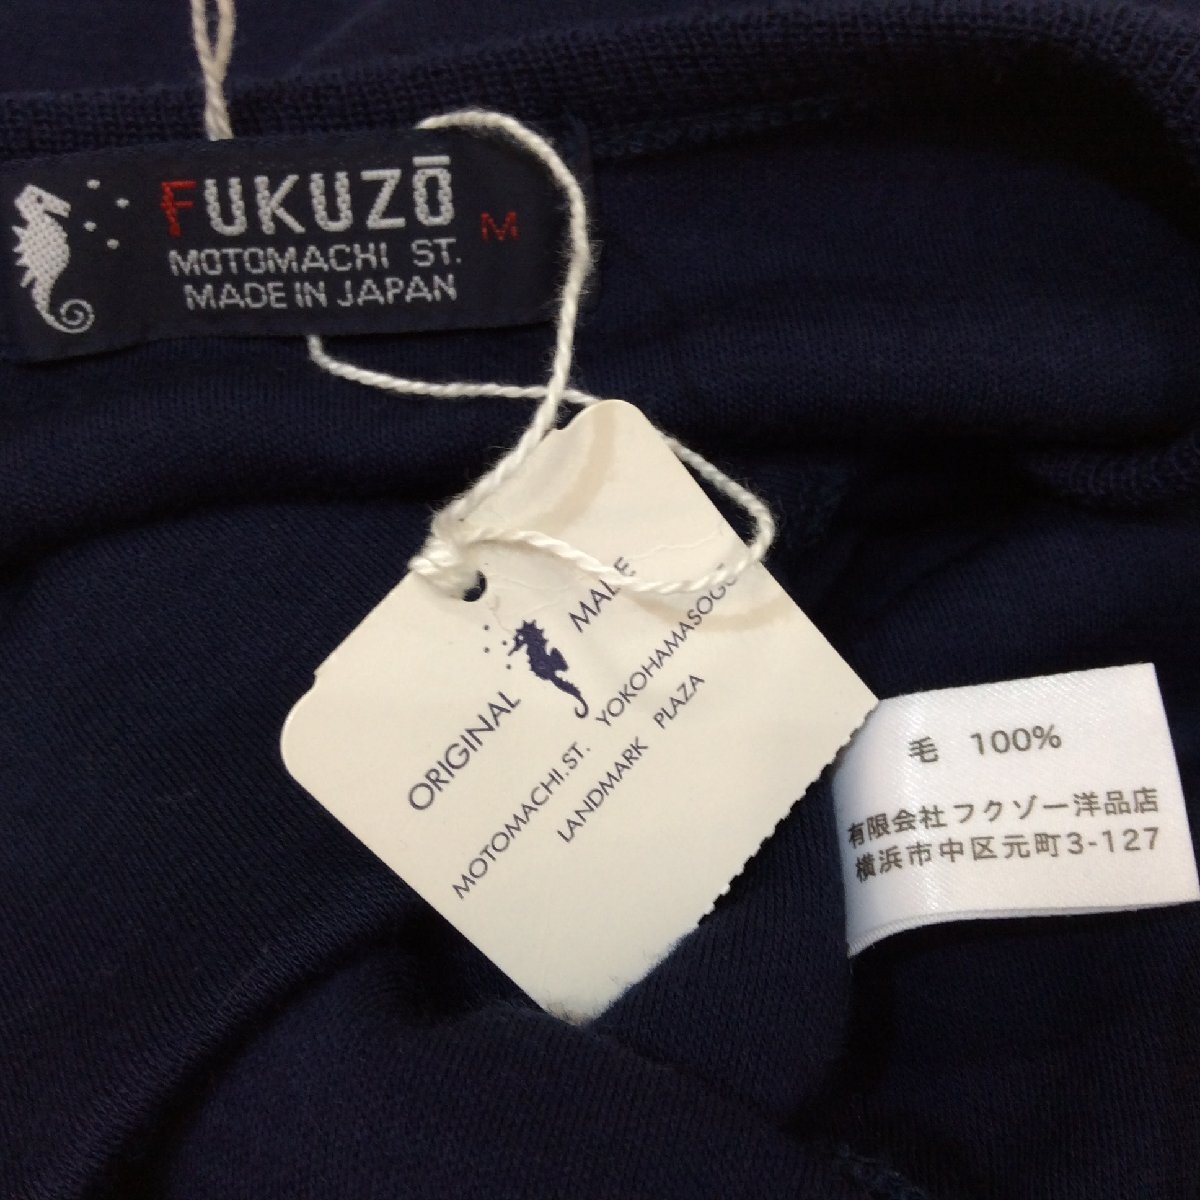 FUKUZŌ M
MOTOMACHI ST.
MADE IN JAPAN
ORIGINAL MADE
MOTOMACHI.ST. YOKOHAMASOGO
LANDMARK PLAZA
毛 100%
有限会社フクゾー洋品店
横浜市中区元町3-127